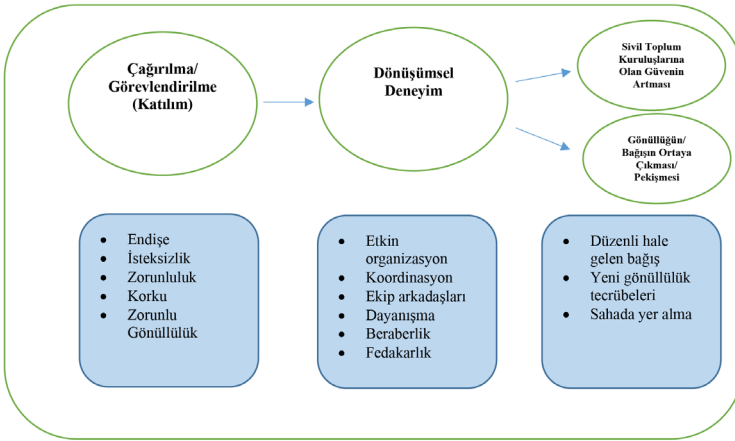 Çağırılma/
Görevlendirilme
(Katılım)
Dönüşümsel
Deneyim
Sivil Toplum
Kuruluşlarına
Olan Güvenin
Artması
Gönüllüğün/
Bağışın Ortaya
Çıkması/
Pekişmesi
• Endişe
• İsteksizlik
• Zorunluluk
• Korku
• Zorunlu
Gönüllülük
• Etkin
organizasyon
• Koordinasyon
• Ekip arkadaşları
• Dayanışma
• Beraberlik
• Fedakarlık
• Düzenli hale
gelen bağış
• Yeni gönüllülük
tecrübeleri
• Sahada yer alma